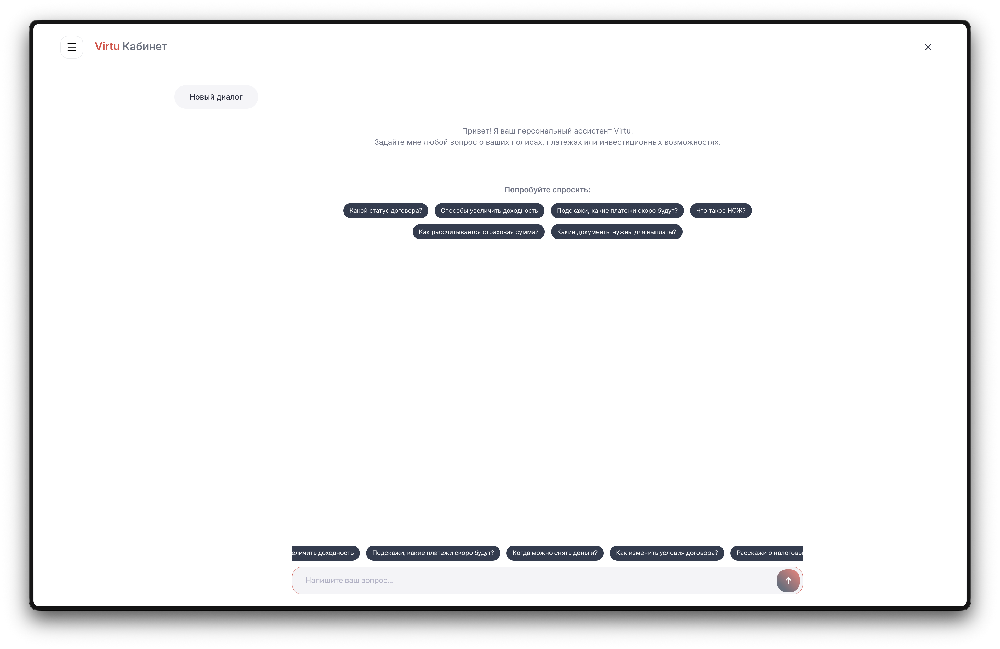 Virtu Кабинет
Новый диалог
Привет! Я ваш персональный ассистент Virtu.
Задайте мне любой вопрос о ваших полисах, платежах или инвестиционных возможностях.
Попробуйте спросить:
Какой статус договора? Способы увеличить доходность Подскажи, какие платежи скоро будут? Что такое НСЖ?
Как рассчитывается страховая сумма? Какие документы нужны для выплаты?
еличить доходность Подскажи, какие платежи скоро будут? Когда можно снять деньги? Как изменить условия договора? Расскажи о налоговы
Напишите ваш вопрос...